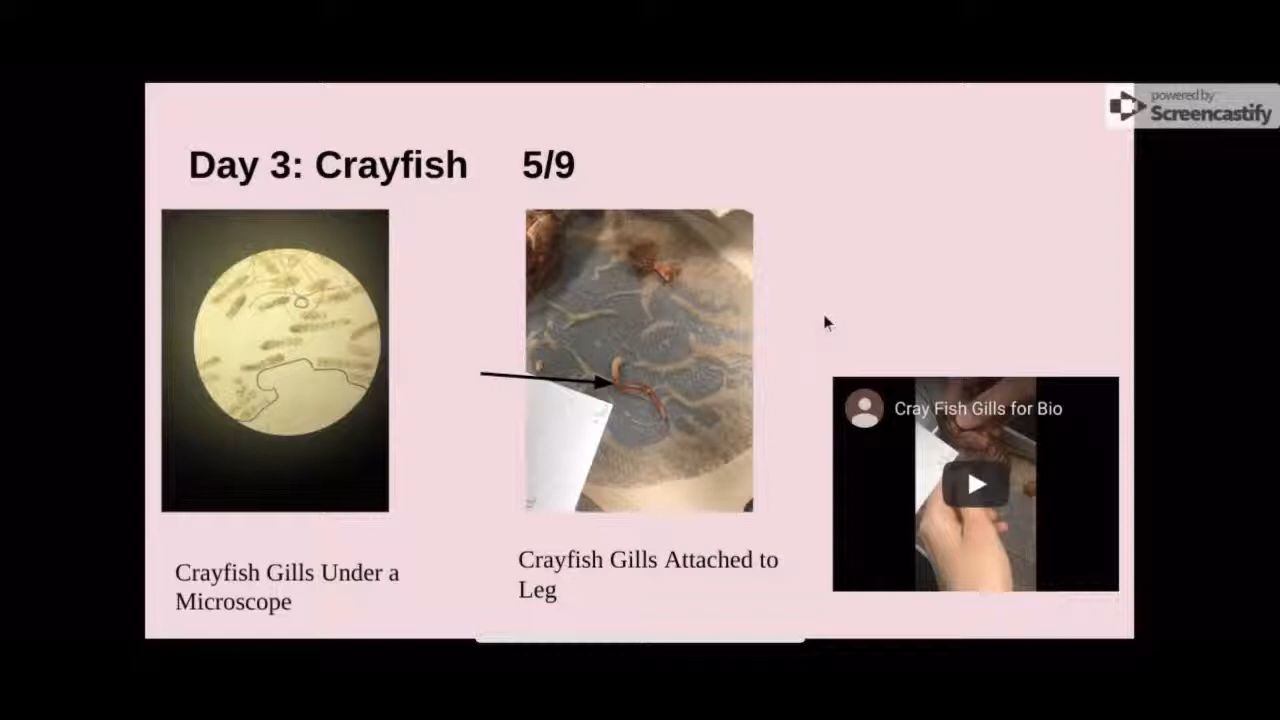 powered by
Screencastify
Day 3: Crayfish 5/9
Cray Fish Gills for Bio
Crayfish Gills Under a
Microscope
Crayfish Gills Attached to
Leg